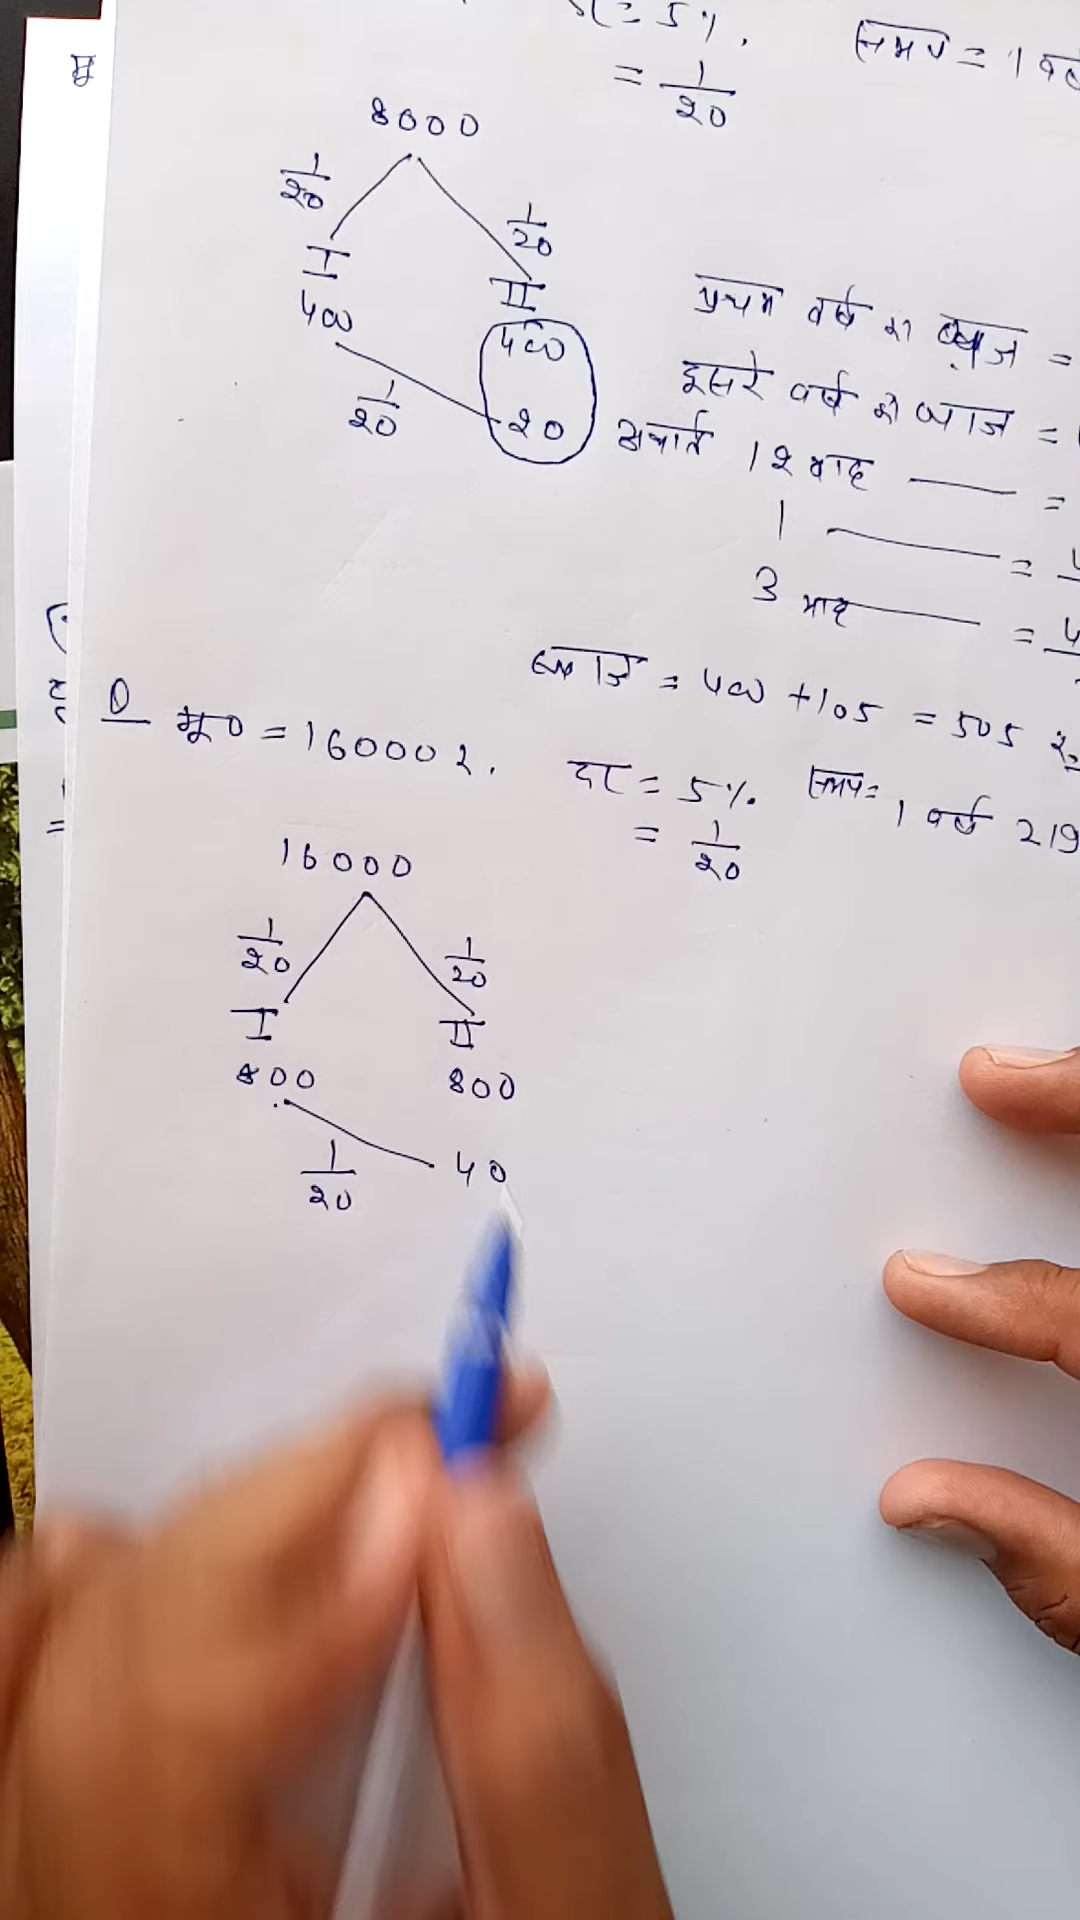 = 5%. समय = 1 वर्ष
= 1/20
मू
8000
1/20 1/20
I II
400 400
1/20 20
प्रथम वर्ष का ब्याज =
दूसरे वर्ष का ब्याज =
अर्थात 12 माह —— =
1 —— =
3 माह —— =
ब्याज = 400 + 105 = 505 रु.
Q मू0 = 16000 रु. दर = 5%. समय = 1 वर्ष 219
= 1/20
16000
1/20 1/20
I II
800 800
1/20 40